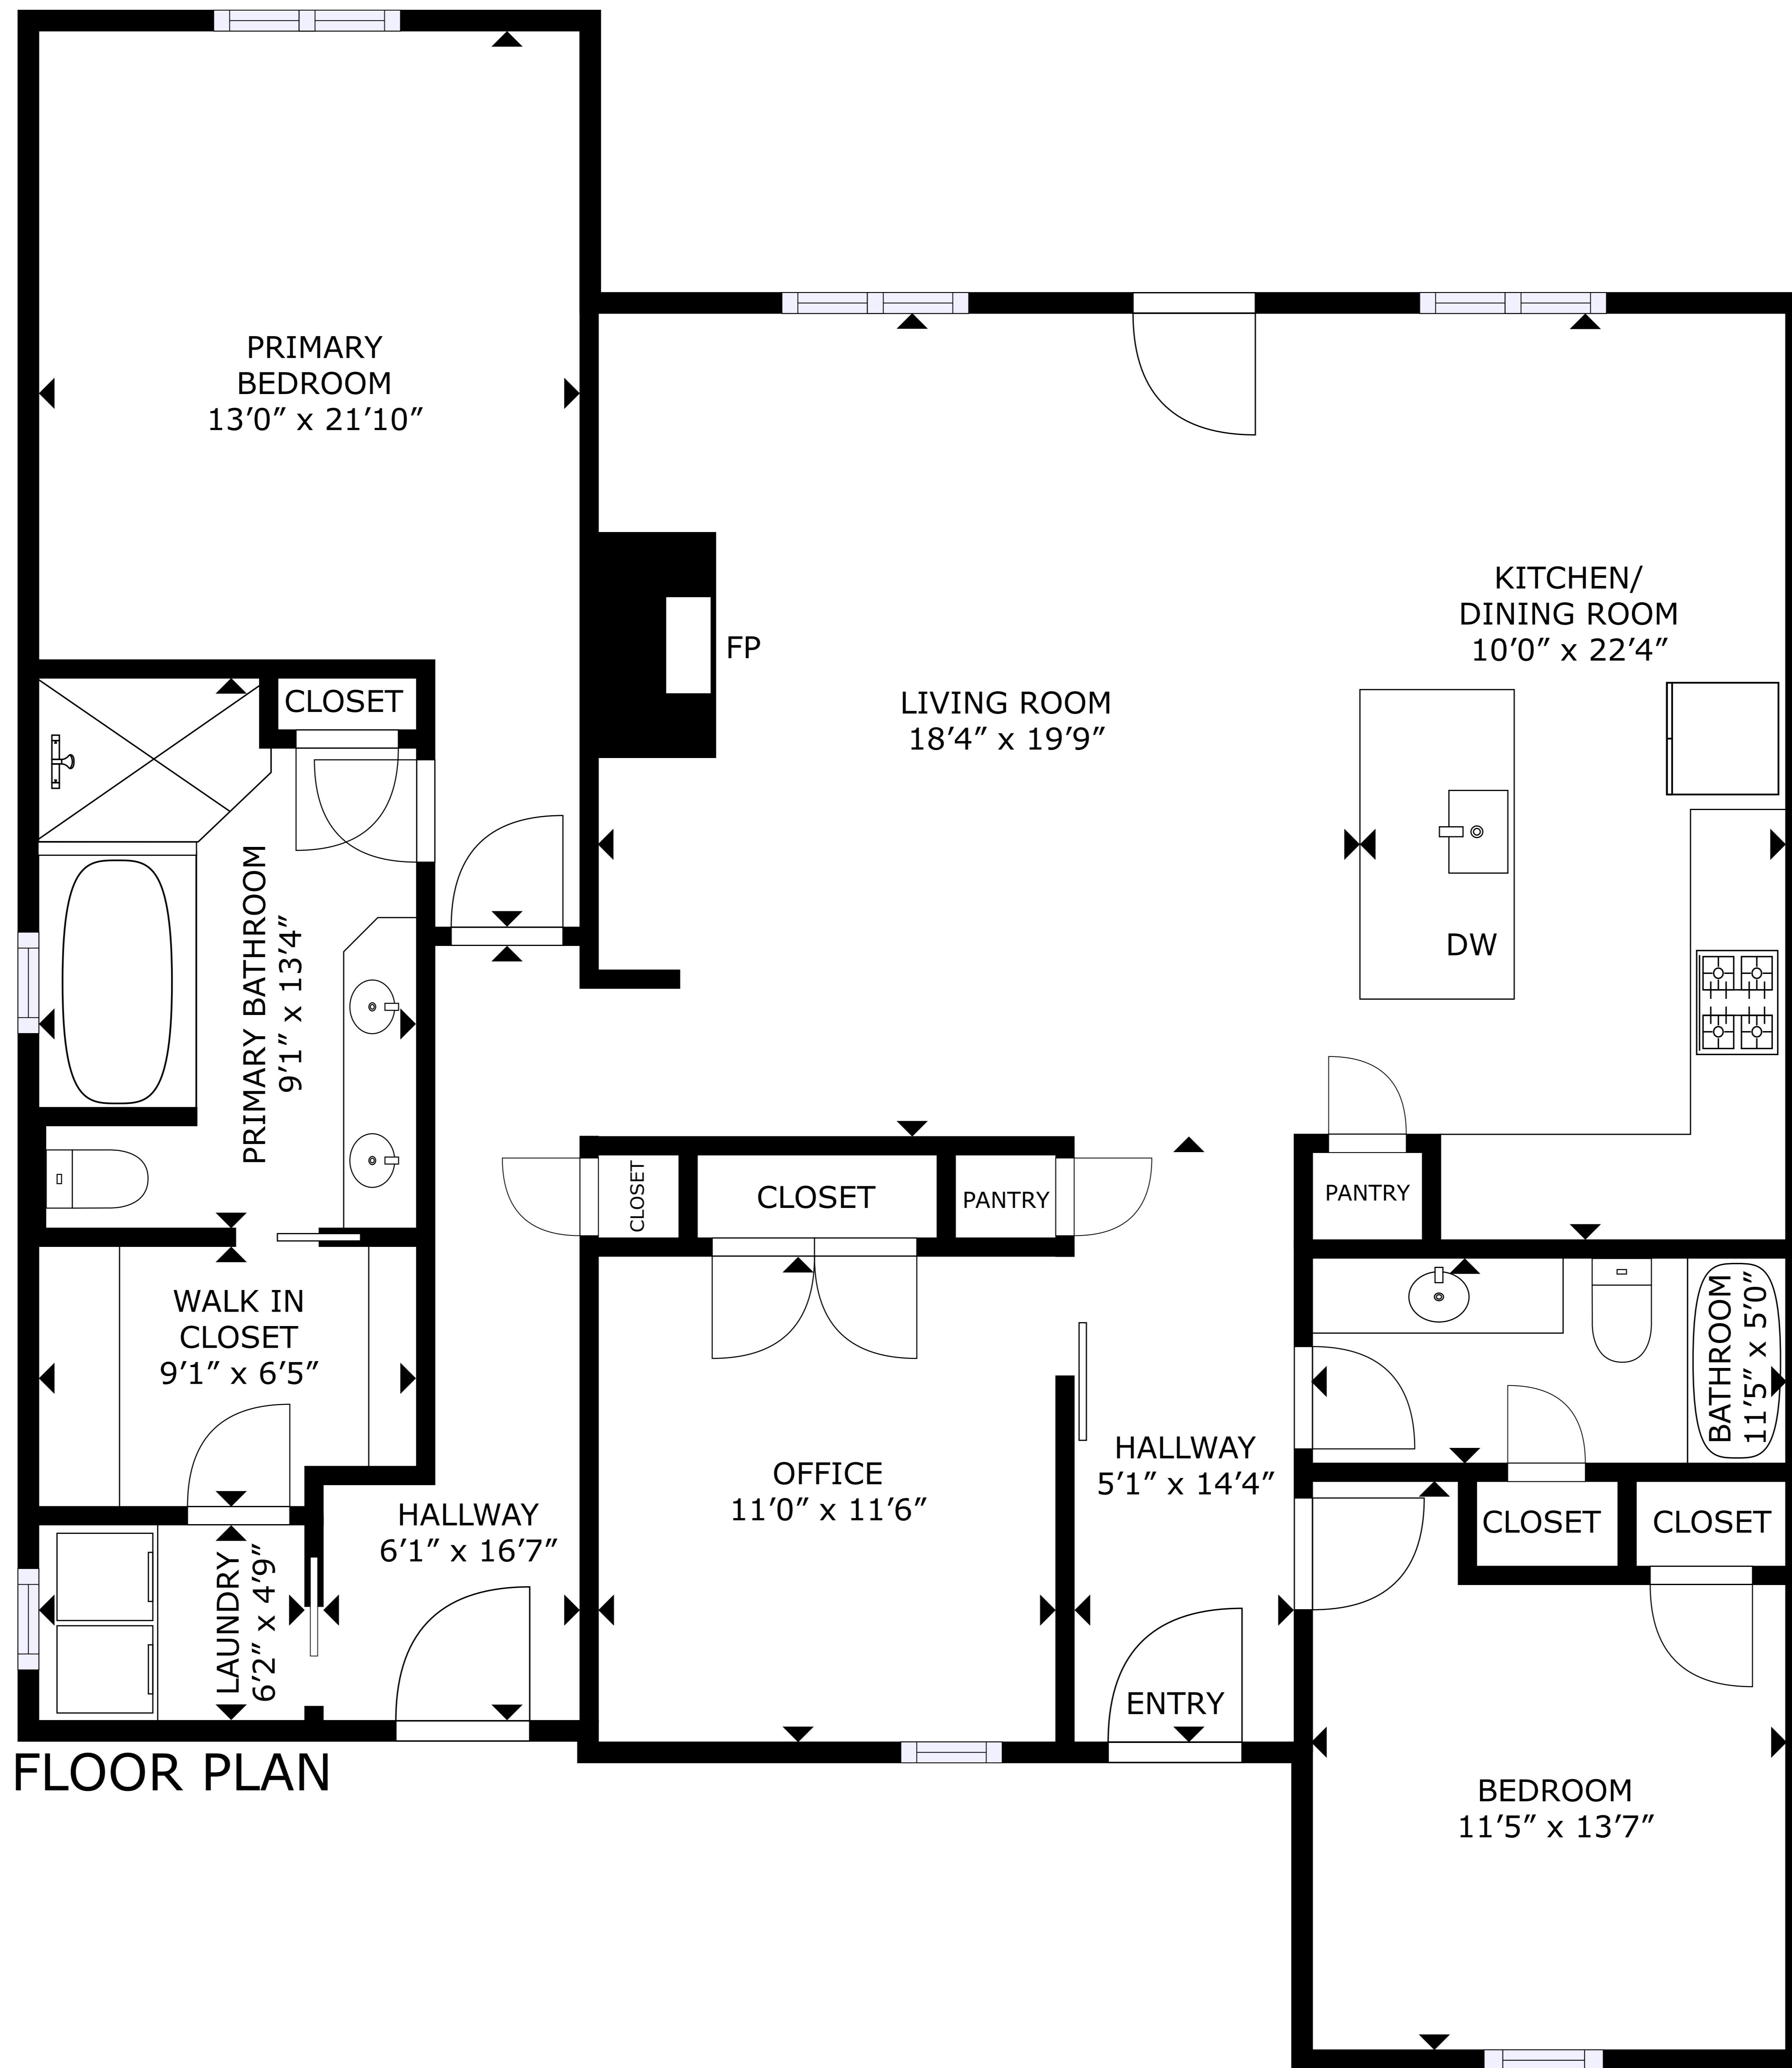 PRIMARY
BEDROOM
13′0″ x 21′10″
KITCHEN/
DINING ROOM
10′0″ x 22′4″
FP
LIVING ROOM
18′4″ x 19′9″
CLOSET
PRIMARY BATHROOM
9′1″ x 13′4″
DW
CLOSET
CLOSET
PANTRY
PANTRY
WALK IN
CLOSET
9′1″ x 6′5″
BATHROOM
11′5″ x 5′0″
HALLWAY
5′1″ x 14′4″
OFFICE
11′0″ x 11′6″
HALLWAY
6′1″ x 16′7″
CLOSET
CLOSET
LAUNDRY
6′2″ x 4′9″
ENTRY
FLOOR PLAN
BEDROOM
11′5″ x 13′7″